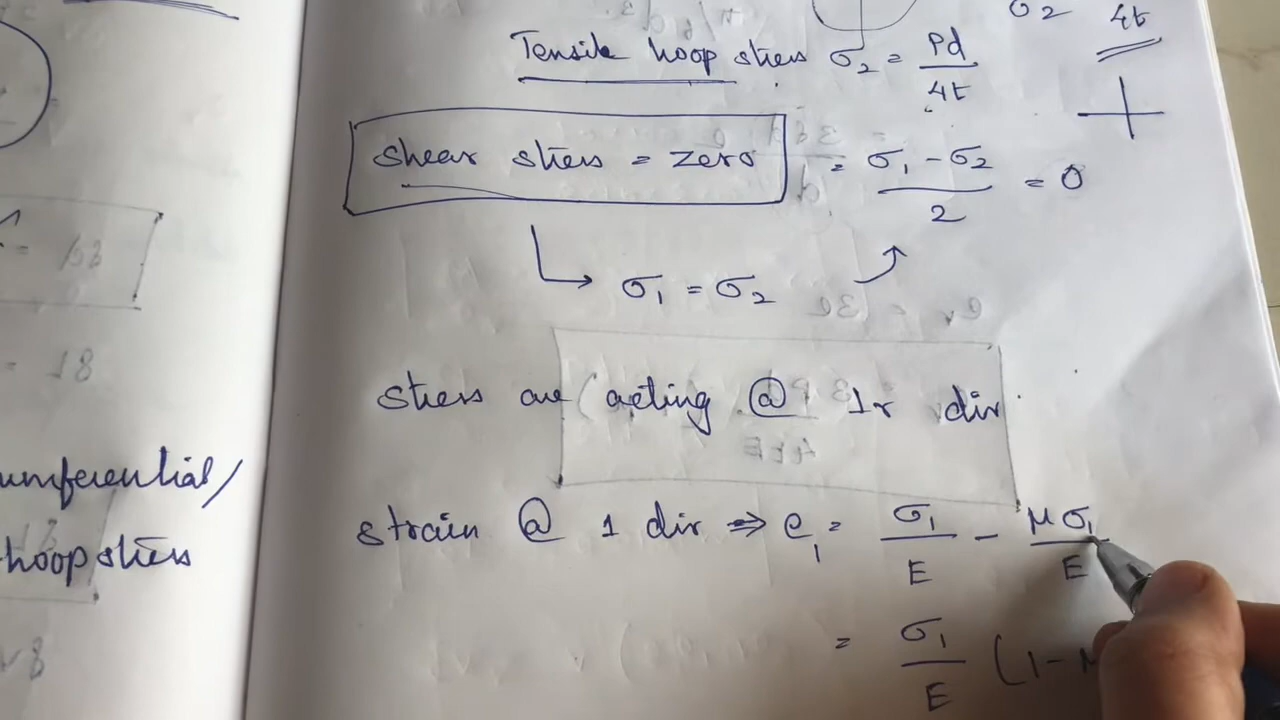 σ2 4t
Tensile hoop stress σ2 = Pd/4t
shear stress = zero = σ1 - σ2/2 = 0
σ1 = σ2
stress are acting @ 1r dir
strain @ 1 dir ⇒ e1 = σ1/E - μσ1/E
= σ1/E (1-μ
= 18
umferential/
hoop stress